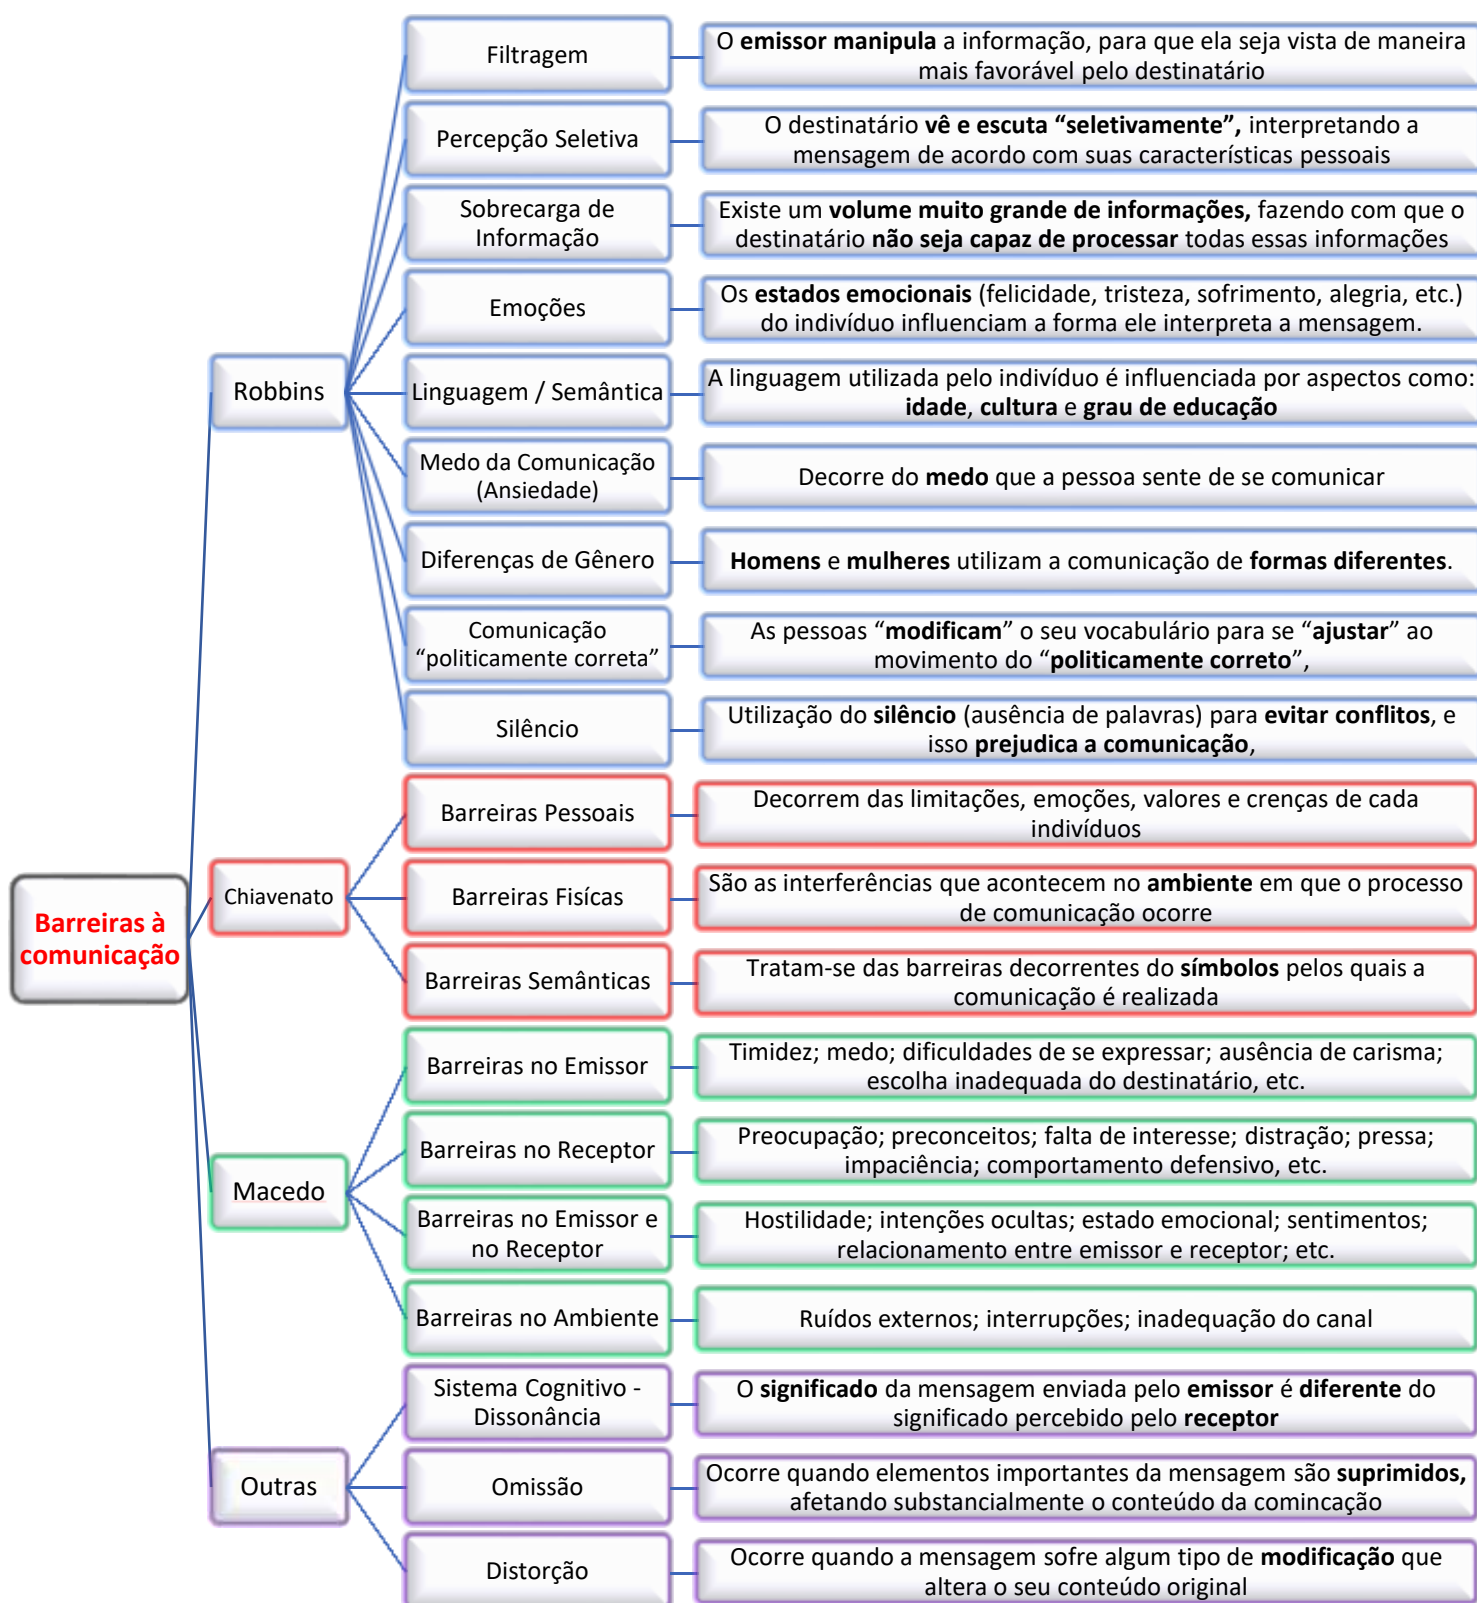 Filtragem
O emissor manipula a informação, para que ela seja vista de maneira
mais favorável pelo destinatário
Percepção Seletiva
O destinatário vê e escuta “seletivamente”, interpretando a
mensagem de acordo com suas características pessoais
Sobrecarga de
Informação
Existe um volume muito grande de informações, fazendo com que o
destinatário não seja capaz de processar todas essas informações
Emoções
Os estados emocionais (felicidade, tristeza, sofrimento, alegria, etc.)
do indivíduo influenciam a forma ele interpreta a mensagem.
Robbins
Linguagem / Semântica
A linguagem utilizada pelo indivíduo é influenciada por aspectos como:
idade, cultura e grau de educação
Medo da Comunicação
(Ansiedade)
Decorre do medo que a pessoa sente de se comunicar
Diferenças de Gênero
Homens e mulheres utilizam a comunicação de formas diferentes.
Comunicação
“politicamente correta”
As pessoas “modificam” o seu vocabulário para se “ajustar” ao
movimento do “politicamente correto”,
Silêncio
Utilização do silêncio (ausência de palavras) para evitar conflitos, e
isso prejudica a comunicação,
Barreiras à
comunicação
Chiavenato
Barreiras Pessoais
Decorrem das limitações, emoções, valores e crenças de cada
indivíduos
Barreiras Fisícas
São as interferências que acontecem no ambiente em que o processo
de comunicação ocorre
Barreiras Semânticas
Tratam-se das barreiras decorrentes do símbolos pelos quais a
comunicação é realizada
Macedo
Barreiras no Emissor
Timidez; medo; dificuldades de se expressar; ausência de carisma;
escolha inadequada do destinatário, etc.
Barreiras no Receptor
Preocupação; preconceitos; falta de interesse; distração; pressa;
impaciência; comportamento defensivo, etc.
Barreiras no Emissor e
no Receptor
Hostilidade; intenções ocultas; estado emocional; sentimentos;
relacionamento entre emissor e receptor; etc.
Barreiras no Ambiente
Ruídos externos; interrupções; inadequação do canal
Outras
Sistema Cognitivo -
Dissonância
O significado da mensagem enviada pelo emissor é diferente do
significado percebido pelo receptor
Omissão
Ocorre quando elementos importantes da mensagem são suprimidos,
afetando substancialmente o conteúdo da comincação
Distorção
Ocorre quando a mensagem sofre algum tipo de modificação que
altera o seu conteúdo original